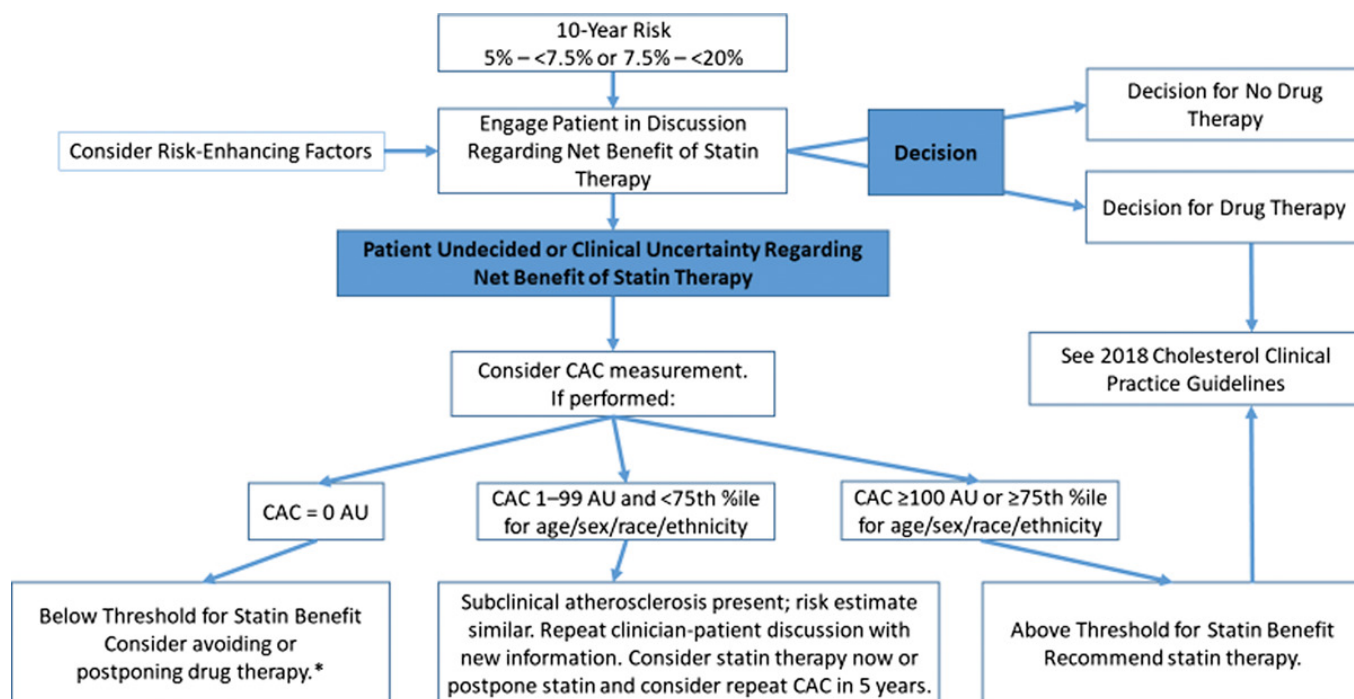 10-Year Risk
5% – <7.5% or 7.5% – <20%
Consider Risk-Enhancing Factors
Engage Patient in Discussion
Regarding Net Benefit of Statin
Therapy
Decision
Decision for No Drug
Therapy
Decision for Drug Therapy
Patient Undecided or Clinical Uncertainty Regarding
Net Benefit of Statin Therapy
See 2018 Cholesterol Clinical
Practice Guidelines
Consider CAC measurement.
If performed:
CAC = 0 AU
CAC 1–99 AU and <75th %ile
for age/sex/race/ethnicity
CAC ≥100 AU or ≥75th %ile
for age/sex/race/ethnicity
Below Threshold for Statin Benefit
Consider avoiding or
postponing drug therapy.*
Subclinical atherosclerosis present; risk estimate
similar. Repeat clinician-patient discussion with
new information. Consider statin therapy now or
postpone statin and consider repeat CAC in 5 years.
Above Threshold for Statin Benefit
Recommend statin therapy.